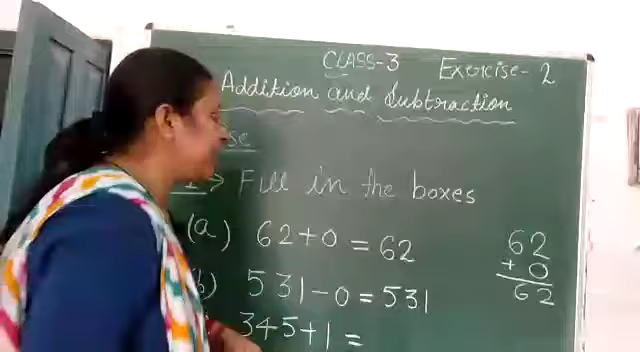 CLASS-3 Exercise-2
Addition and Subtraction
Fill in the boxes
(a) 62+0 = 62
b) 531-0 = 531
345+1 =
62
+ 0
62